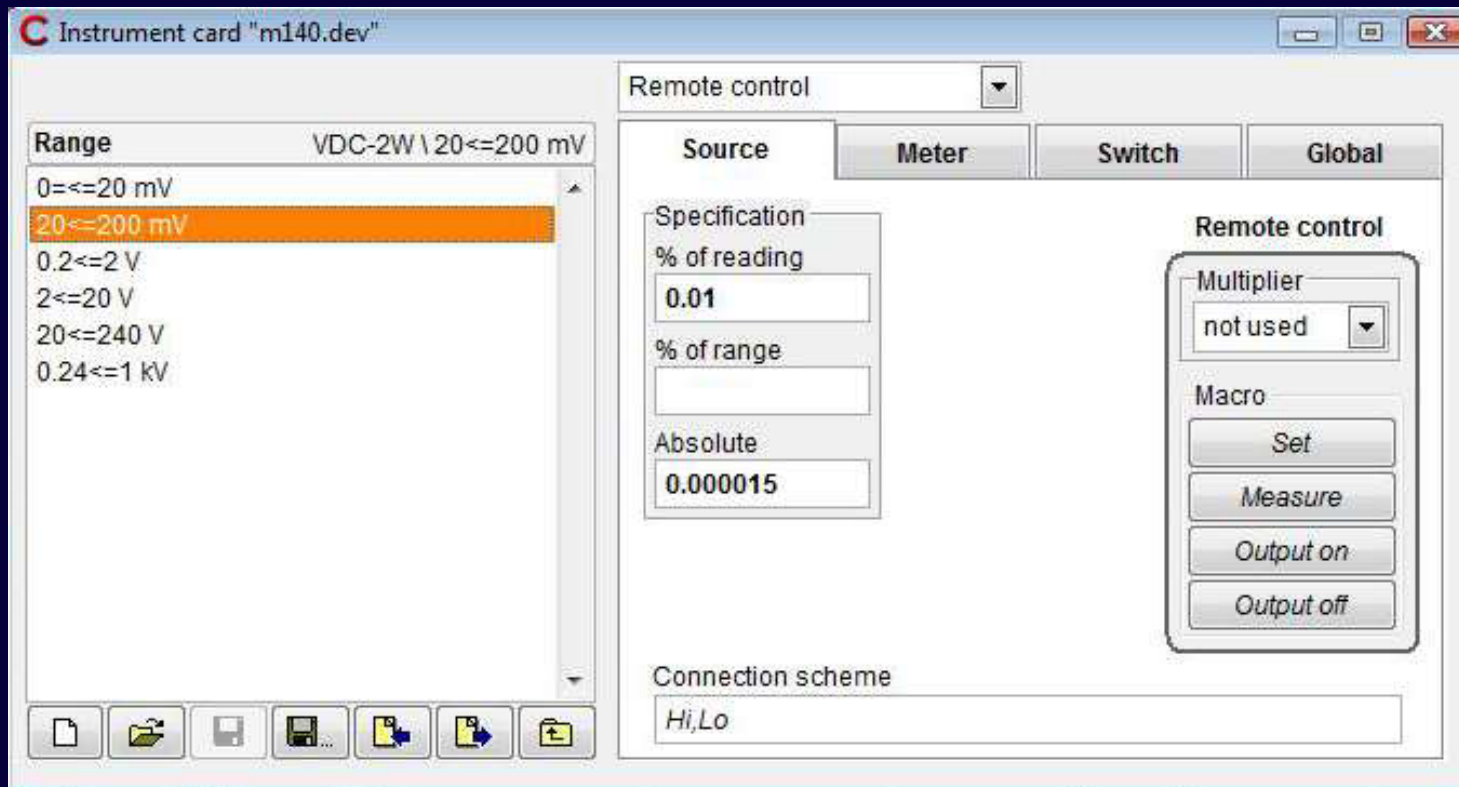 C Instrument card "m140.dev"
Remote control
Range VDC-2W \ 20<=200 mV
0=<=20 mV
20<=200 mV
0.2<=2 V
2<=20 V
20<=240 V
0.24<=1 kV
Source Meter Switch Global
Specification
% of reading
0.01
% of range
Absolute
0.000015
Remote control
Multiplier
not used
Macro
Set
Measure
Output on
Output off
Connection scheme
Hi,Lo